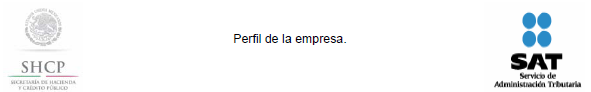 SHCP
SECRETARÍA DE HACIENDA
Y CRÉDITO PÚBLICO
Perfil de la empresa.
SAT
Servicio de
Administración Tributaria